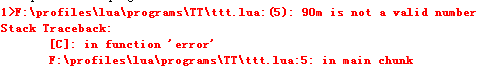 1>F:\profiles\lua\programs\TT\ttt.lua:(5): 90m is not a valid number
Stack Traceback:
[C]: in function 'error'
F:\profiles\lua\programs\TT\ttt.lua:5: in main chunk